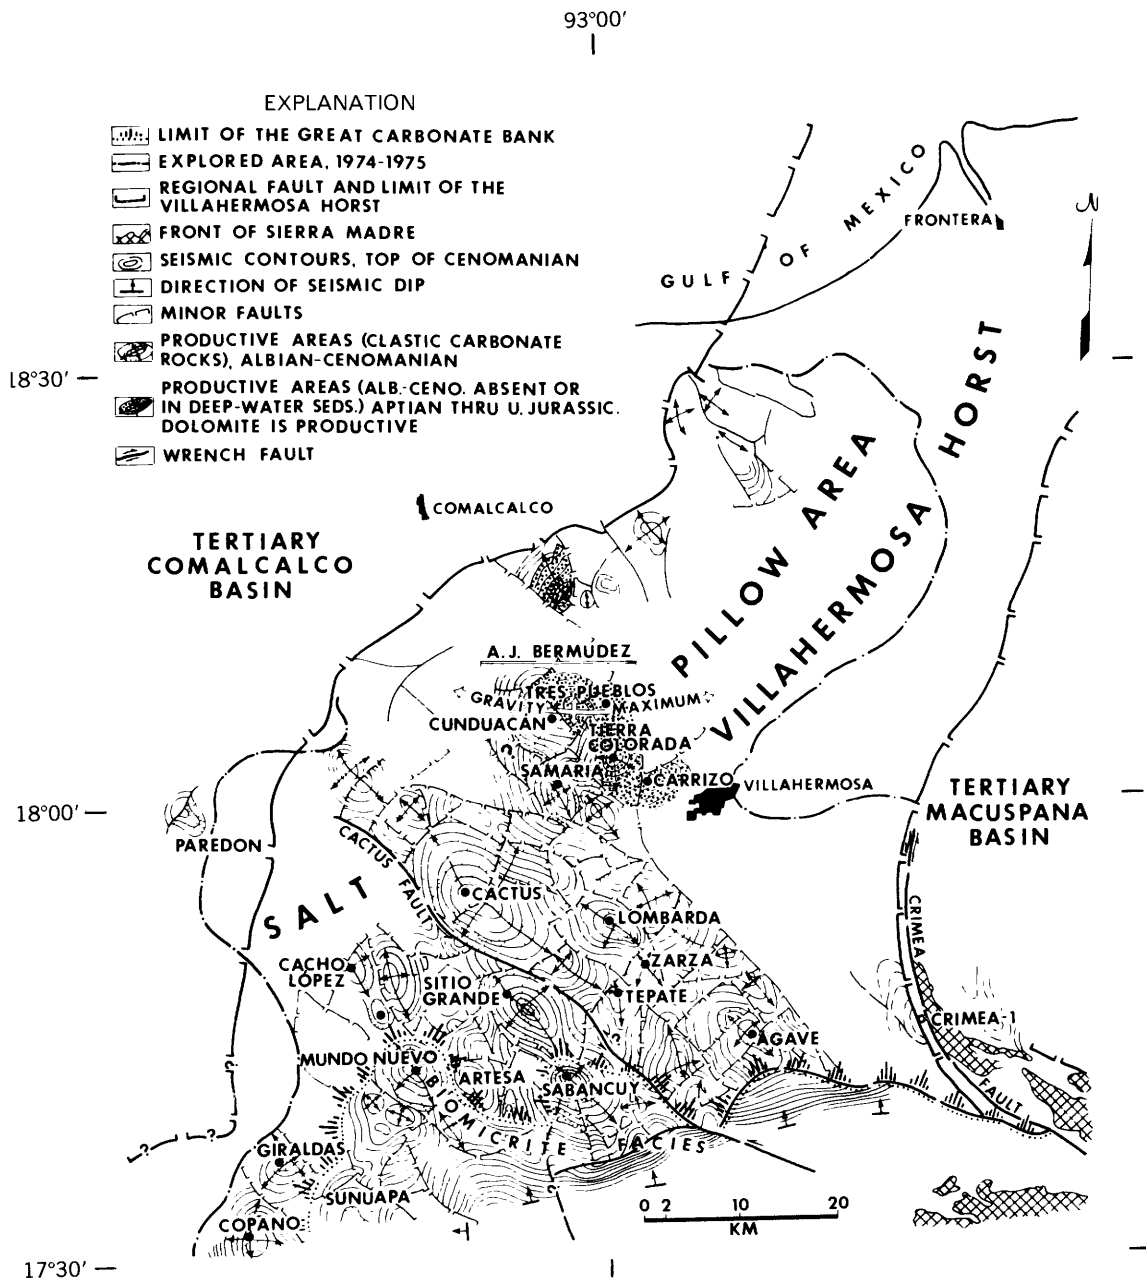 93°00'
EXPLANATION
LIMIT OF THE GREAT CARBONATE BANK
EXPLORED AREA, 1974-1975
REGIONAL FAULT AND LIMIT OF THE
VILLAHERMOSA HORST
FRONT OF SIERRA MADRE
SEISMIC CONTOURS, TOP OF CENOMANIAN
DIRECTION OF SEISMIC DIP
MINOR FAULTS
PRODUCTIVE AREAS (CLASTIC CARBONATE
ROCKS), ALBIAN-CENOMANIAN
PRODUCTIVE AREAS (ALB.-CENO. ABSENT OR
IN DEEP-WATER SEDS.) APTIAN THRU U. JURASSIC.
DOLOMITE IS PRODUCTIVE
WRENCH FAULT
GULF OF MEXICO
FRONTERA
N
18°30'
COMALCALCO
TERTIARY
COMALCALCO
BASIN
PILLOW AREA
VILLAHERMOSA HORST
A.J. BERMÚDEZ
TRES PUEBLOS
GRAVITY MAXIMUM
CUNDUACÁN
TIERRA
COLORADA
SAMARIA
CARRIZO
VILLAHERMOSA
TERTIARY
MACUSPANA
BASIN
18°00'
PAREDON
CACTUS FAULT
SALT
CACTUS
LOMBARDA
ZARZA
CACHO
LÓPEZ
SITIO
GRANDE
TEPATE
CRIMEA FAULT
CRIMEA-1
AGAVE
MUNDO NUEVO
ARTESA
SABANCUY
BIOMICRITE FACIES
?
?
?
GIRALDAS
SUNUAPA
COPANO
0 2 10 20
KM
17°30'